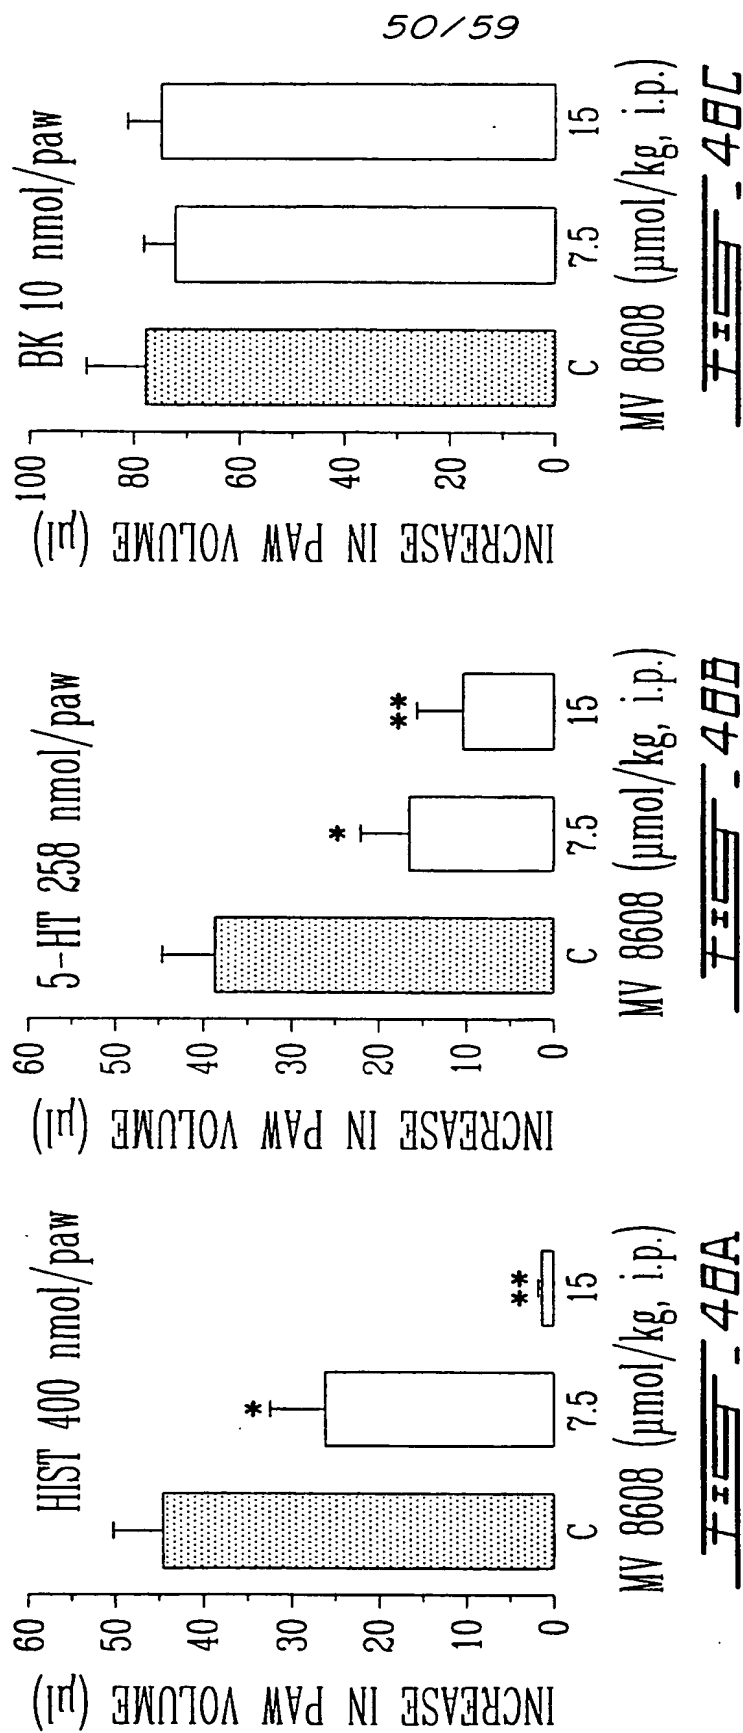 50/59
HIST 400 nmol/paw
INCREASE IN PAW VOLUME (µl)
60
50
40
30
20
10
0
*
**
C 7.5 15
MV 8608 (µmol/kg, i.p.)
FIG - 48A
5-HT 258 nmol/paw
INCREASE IN PAW VOLUME (µl)
60
50
40
30
20
10
0
*
**
C 7.5 15
MV 8608 (µmol/kg, i.p.)
FIG - 48B
BK 10 nmol/paw
INCREASE IN PAW VOLUME (µl)
100
80
60
40
20
0
C 7.5 15
MV 8608 (µmol/kg, i.p.)
FIG - 48C